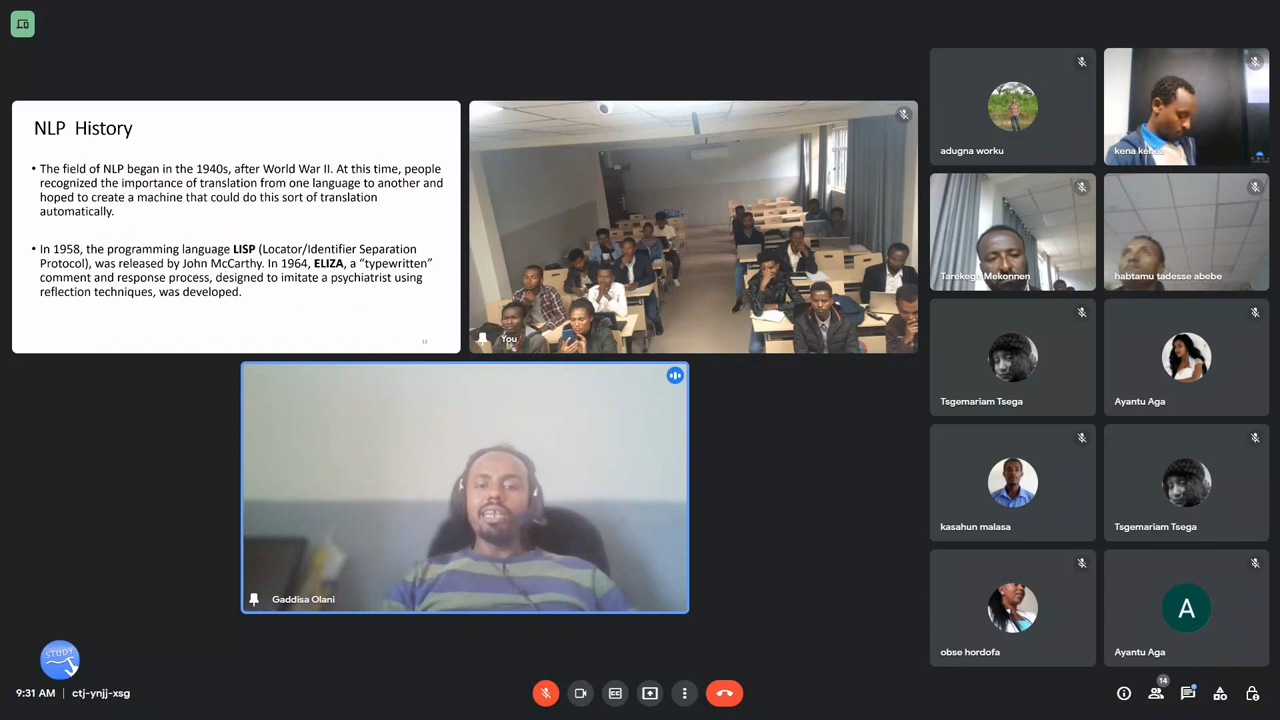 NLP History
• The field of NLP began in the 1940s, after World War II. At this time, people
recognized the importance of translation from one language to another and
hoped to create a machine that could do this sort of translation
automatically.
• In 1958, the programming language LISP (Locator/Identifier Separation
Protocol), was released by John McCarthy. In 1964, ELIZA, a “typewritten”
comment and response process, designed to imitate a psychiatrist using
reflection techniques, was developed.
11
You
Gaddisa Olani
adugna worku
kena
Tarekegn Mekonnen
habtamu tadesse abebe
Tsgemariam Tsega
Ayantu Aga
kasahun malasa
Tsgemariam Tsega
obse hordofa
A
Ayantu Aga
STUDY
9:31 AM | ctj-ynjj-xsg
14